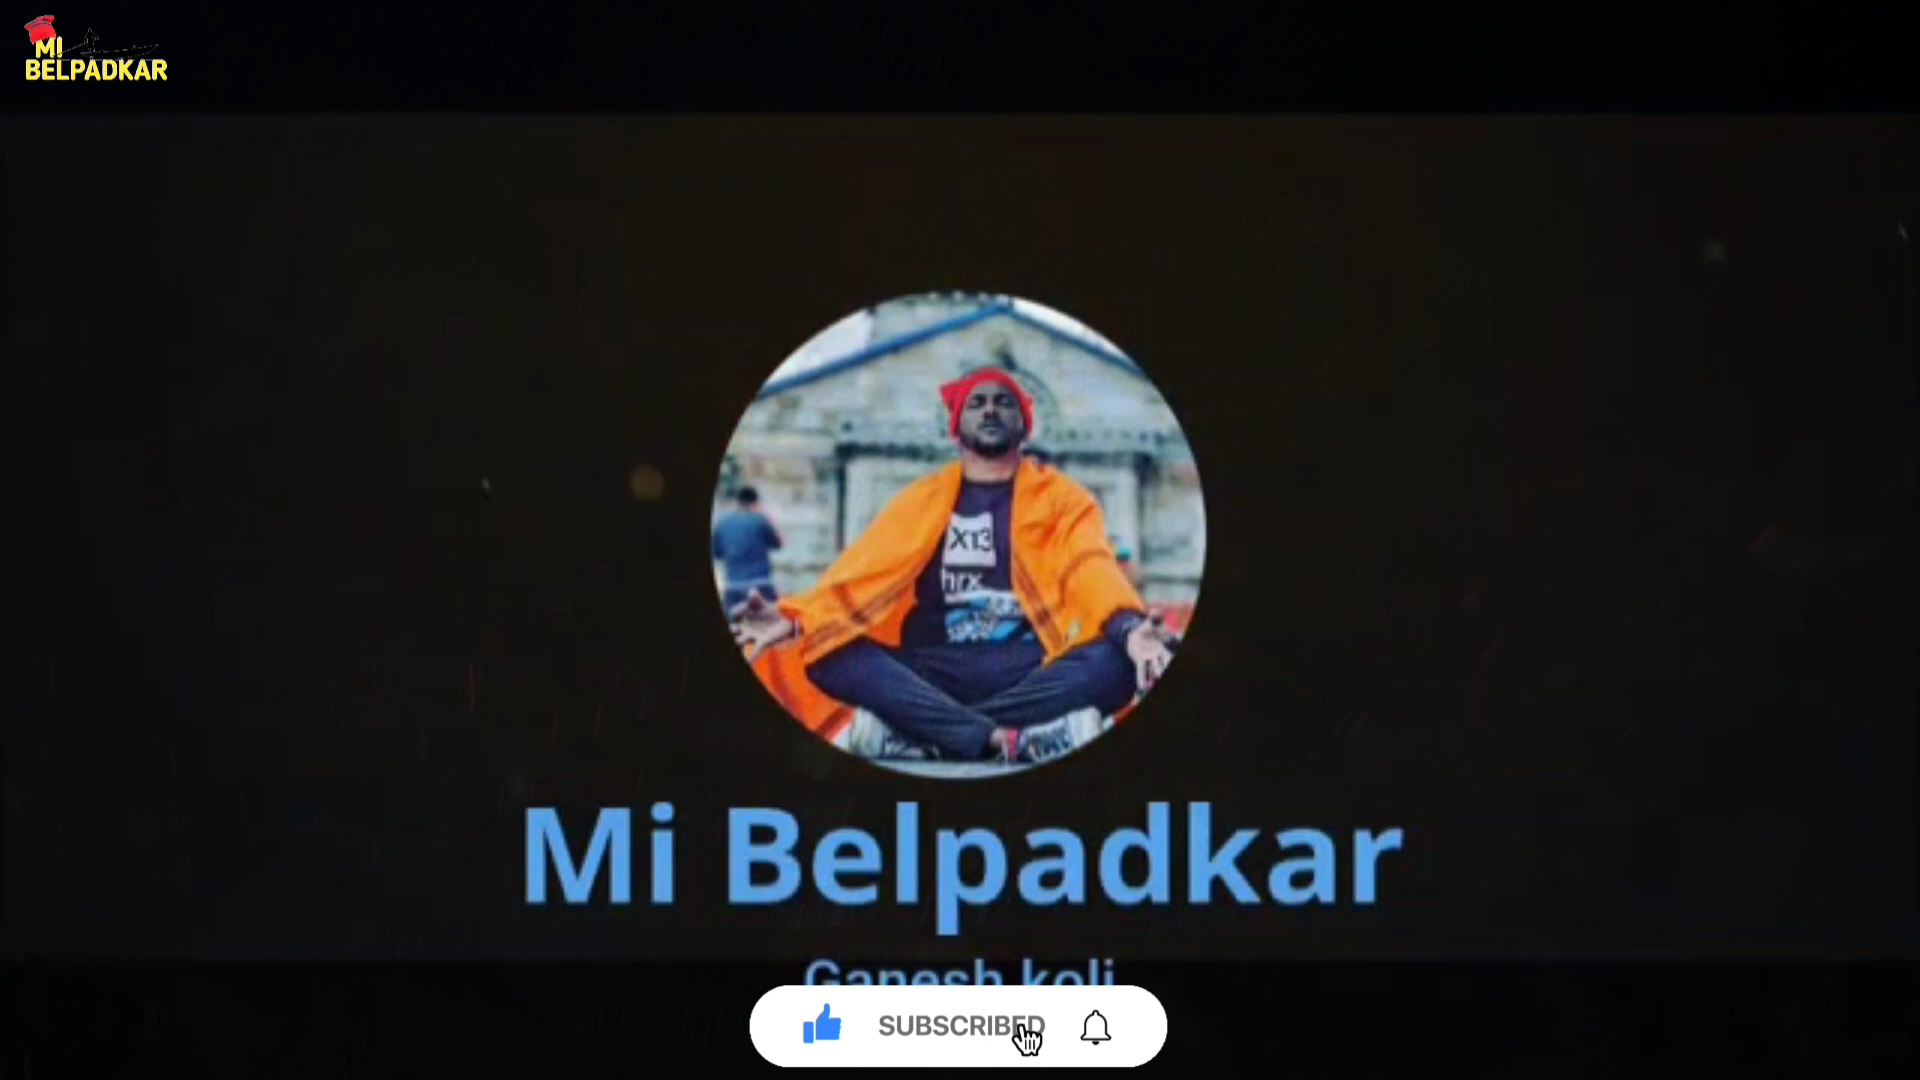 MI
BELPADKAR
X13
hrx
Mi Belpadkar
Ganesh koli
SUBSCRIBED